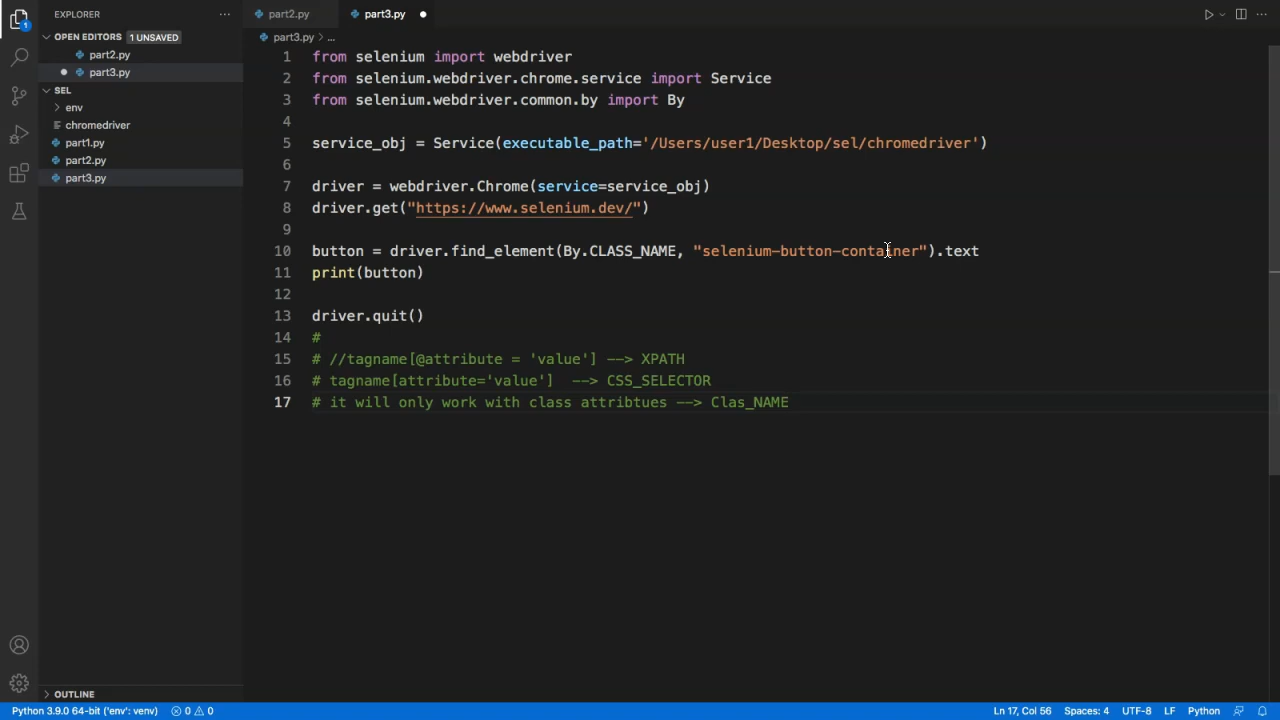 EXPLORER
part2.py
part3.py
1
OPEN EDITORS 1 UNSAVED
part2.py
part3.py
SEL
env
chromedriver
part1.py
part2.py
part3.py
OUTLINE
part3.py > ...
1 from selenium import webdriver
2 from selenium.webdriver.chrome.service import Service
3 from selenium.webdriver.common.by import By
4
5 service_obj = Service(executable_path='/Users/user1/Desktop/sel/chromedriver')
6
7 driver = webdriver.Chrome(service=service_obj)
8 driver.get("https://www.selenium.dev/")
9
10 button = driver.find_element(By.CLASS_NAME, "selenium-button-container").text
11 print(button)
12
13 driver.quit()
14 #
15 # //tagname[@attribute = 'value'] --> XPATH
16 # tagname[attribute='value']  --> CSS_SELECTOR
17 # it will only work with class attribtues --> Clas_NAME
Python 3.9.0 64-bit ('env': venv) 0 0 Ln 17, Col 56 Spaces: 4 UTF-8 LF Python